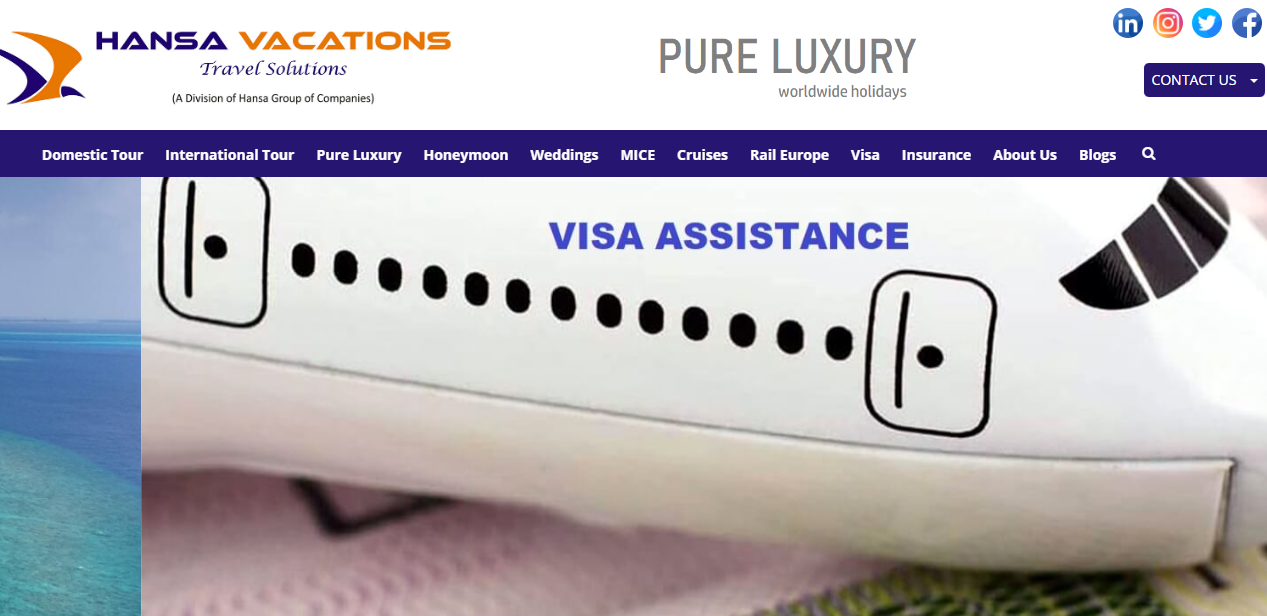 HANSA VACATIONS
Travel Solutions
(A Division of Hansa Group of Companies)
PURE LUXURY
worldwide holidays
CONTACT US
Domestic Tour International Tour Pure Luxury Honeymoon Weddings MICE Cruises Rail Europe Visa Insurance About Us Blogs
VISA ASSISTANCE